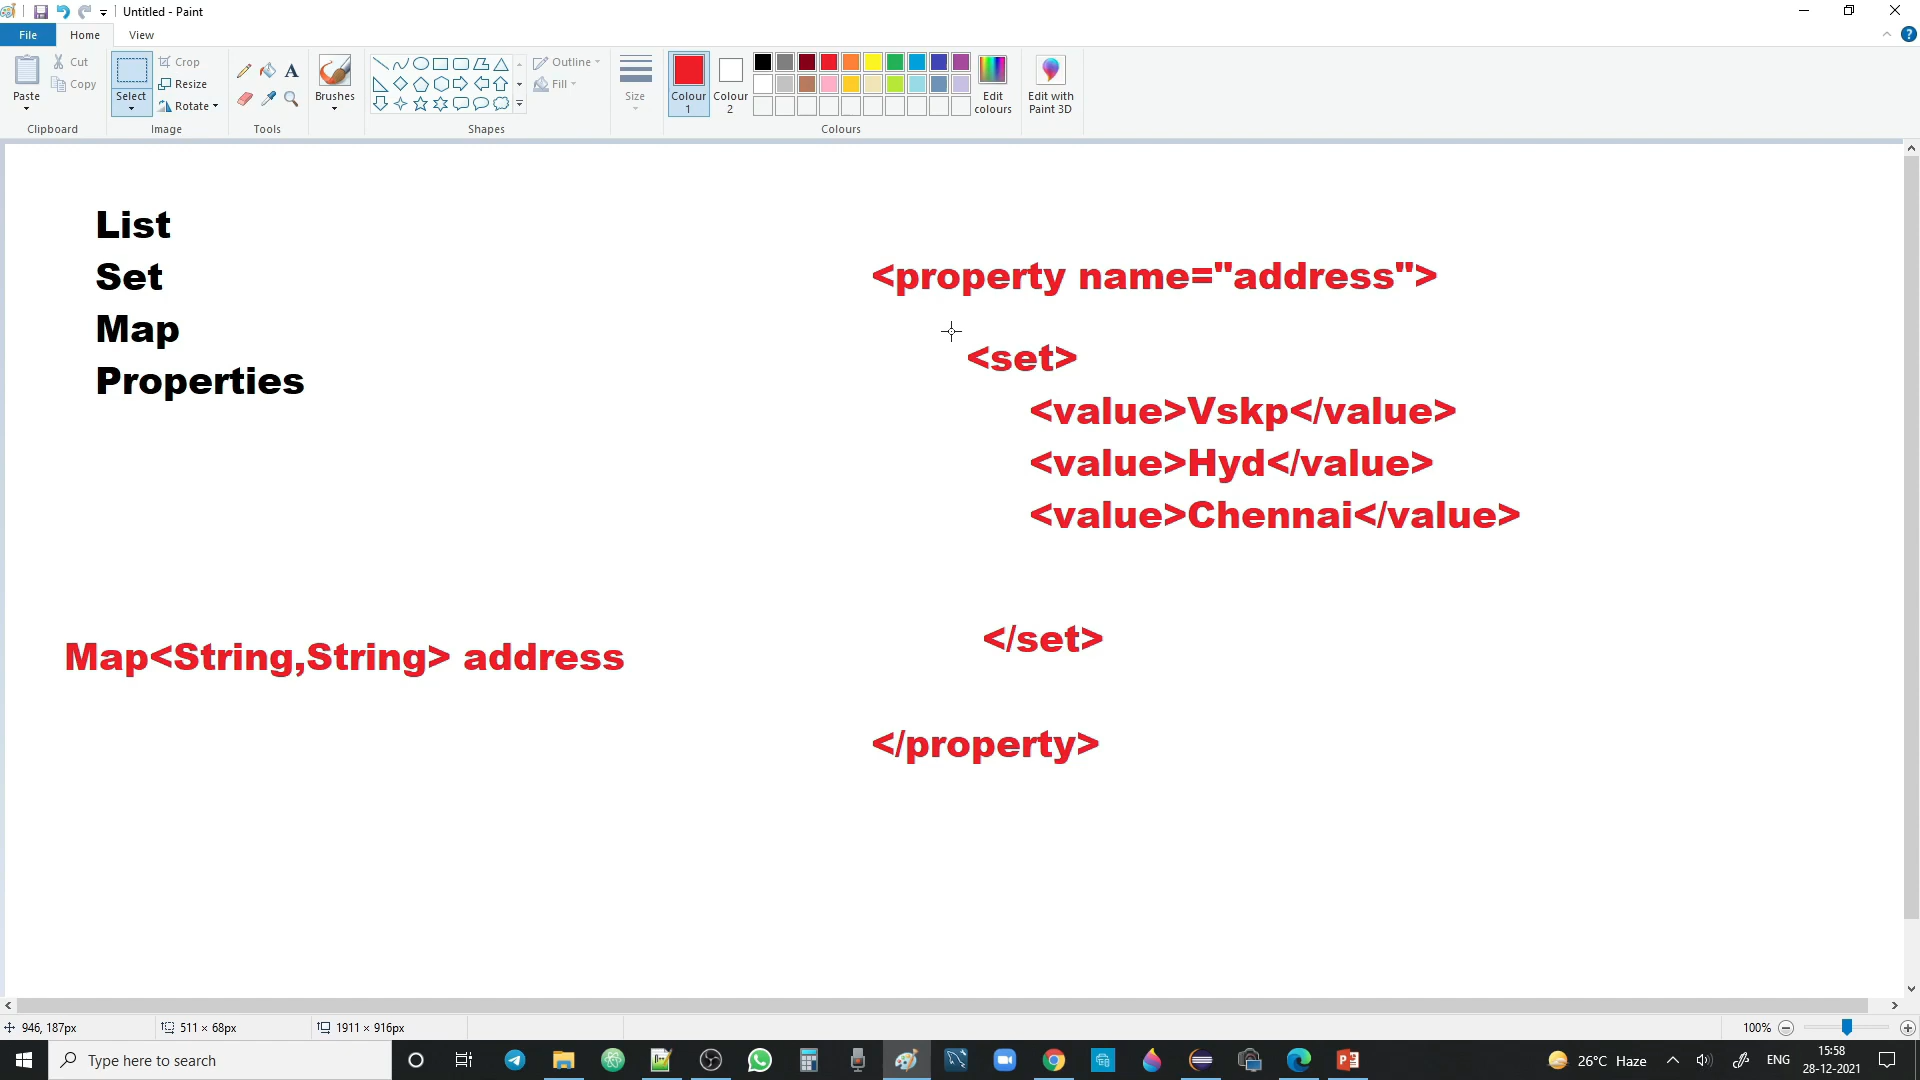 Untitled - Paint
File
Home
View
Paste
Cut
Copy
Clipboard
Select
Crop
Resize
Rotate
Image
Tools
Brushes
Shapes
Outline
Fill
Size
Colour 1
Colour 2
Edit colours
Colours
Edit with Paint 3D
List
Set
Map
Properties
Map<String,String> address
<property name="address">
<set>
<value>Vskp</value>
<value>Hyd</value>
<value>Chennai</value>
</set>
</property>
946, 187px
511 × 68px
1911 × 916px
100%
Type here to search
26°C Haze
ENG
15:58
28-12-2021